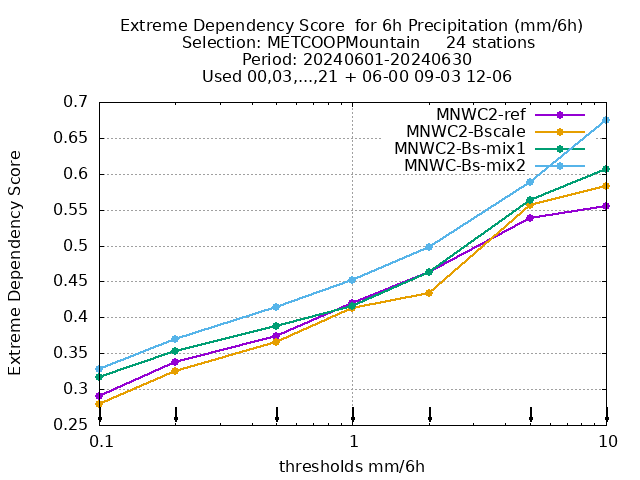 Extreme Dependency Score  for 6h Precipitation (mm/6h)
Selection: METCOOPMountain     24 stations
Period: 20240601-20240630
Used 00,03,...,21 + 06-00 09-03 12-06
MNWC2-ref
MNWC2-Bscale
MNWC2-Bs-mix1
MNWC-Bs-mix2
Extreme Dependency Score
0.7
0.65
0.6
0.55
0.5
0.45
0.4
0.35
0.3
0.25
0.1 1 10
thresholds mm/6h